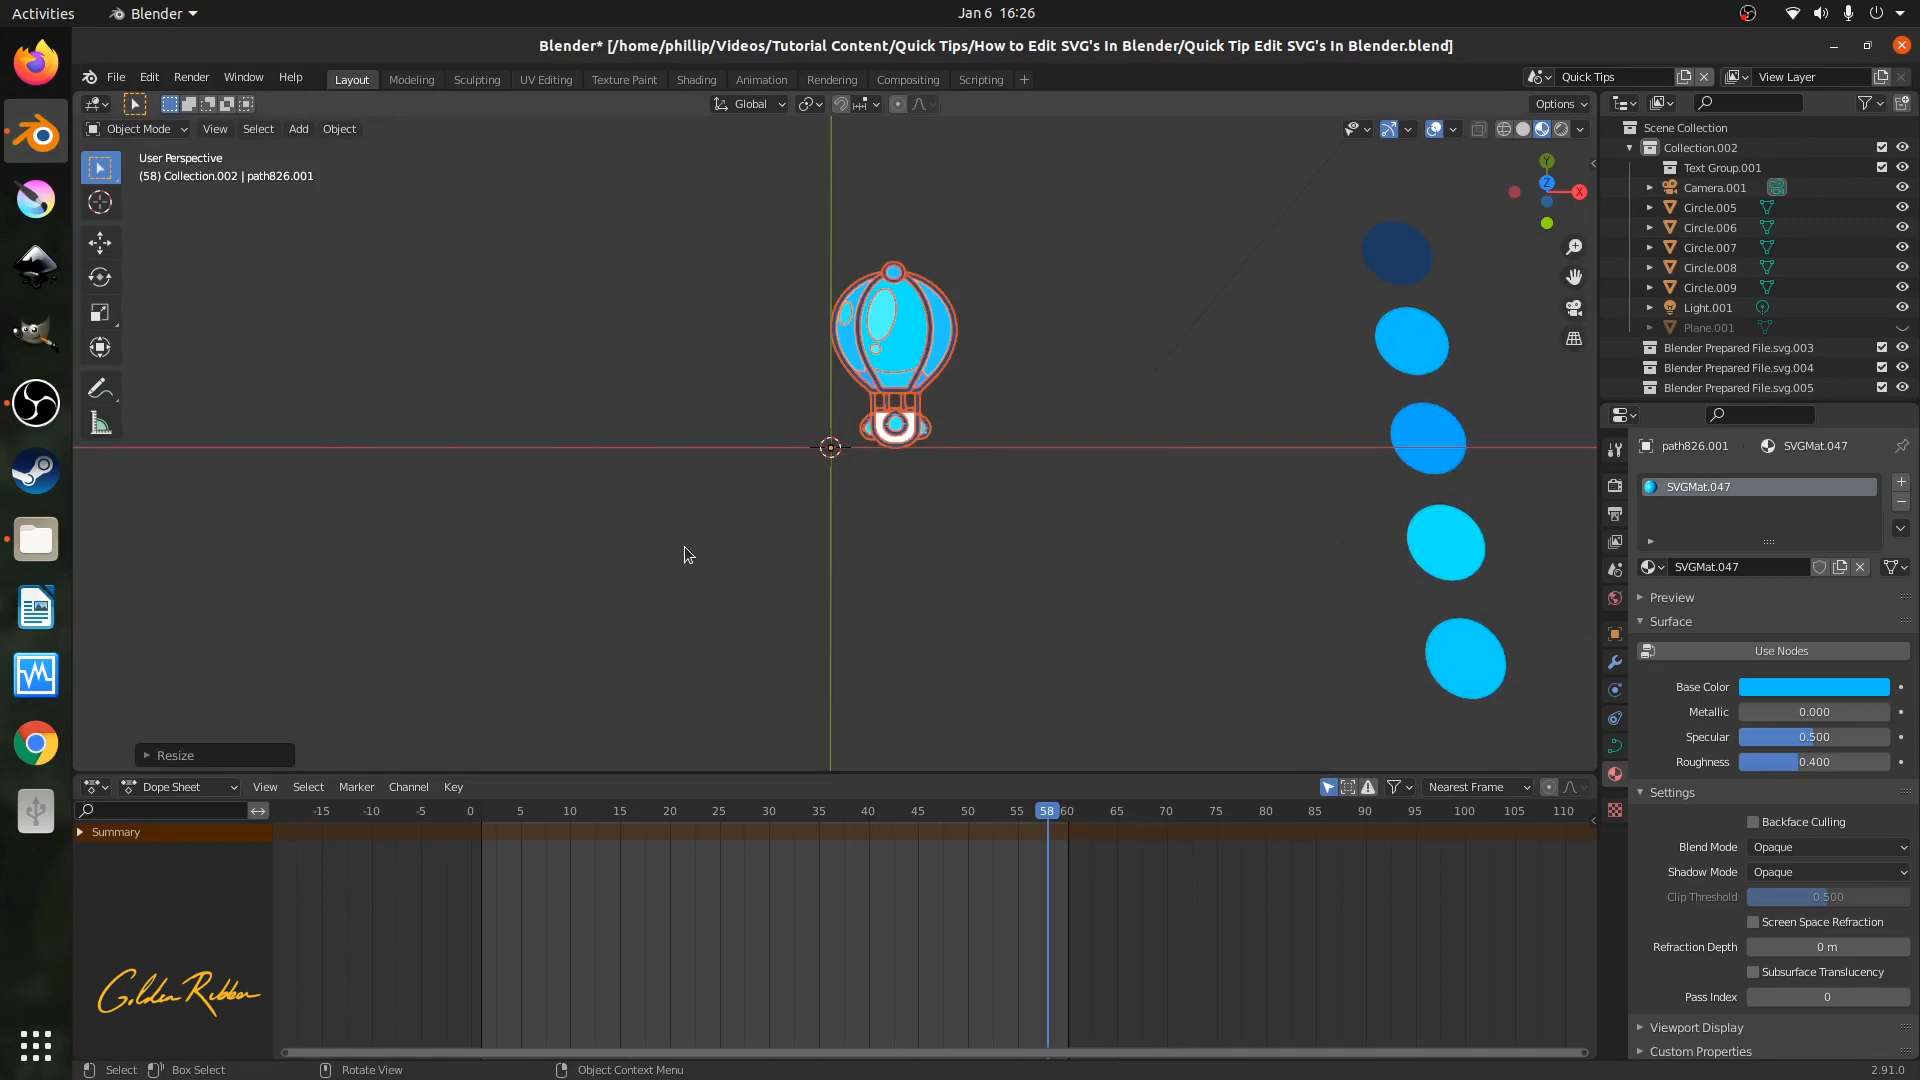 Activities
Blender
Jan 6 16:26
Blender* [/home/phillip/Videos/Tutorial Content/Quick Tips/How to Edit SVG's In Blender/Quick Tip Edit SVG's In Blender.blend]
File Edit Render Window Help
Layout Modeling Sculpting UV Editing Texture Paint Shading Animation Rendering Compositing Scripting +
Quick Tips
View Layer
Global
Options
Object Mode View Select Add Object
User Perspective
(58) Collection.002 | path826.001
Y
Z
X
Scene Collection
Collection.002
Text Group.001
Camera.001
Circle.005
Circle.006
Circle.007
Circle.008
Circle.009
Light.001
Plane.001
Blender Prepared File.svg.003
Blender Prepared File.svg.004
Blender Prepared File.svg.005
path826.001
SVGMat.047
SVGMat.047
SVGMat.047
Preview
Surface
Use Nodes
Base Color
Metallic 0.000
Specular 0.500
Roughness 0.400
Settings
Backface Culling
Blend Mode Opaque
Shadow Mode Opaque
Clip Threshold 0.500
Screen Space Refraction
Refraction Depth 0 m
Subsurface Translucency
Pass Index 0
Viewport Display
Custom Properties
Resize
Dope Sheet View Select Marker Channel Key
Nearest Frame
-15 -10 -5 0 5 10 15 20 25 30 35 40 45 50 55 58 60 65 70 75 80 85 90 95 100 105 110
Summary
Golden Ribbon
Select Box Select Rotate View Object Context Menu
2.91.0